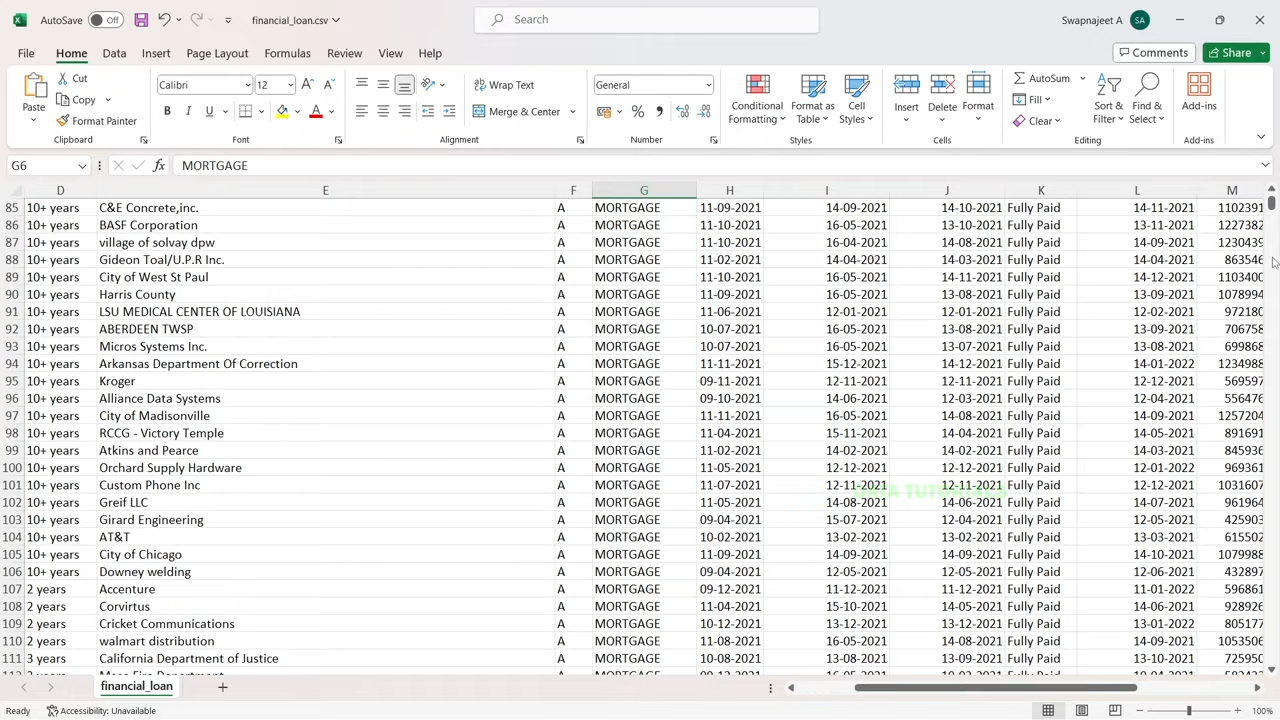 AutoSave Off financial_loan.csv Search Swapnajeet A SA
File Home Data Insert Page Layout Formulas Review View Help Comments Share
Paste Cut Copy Format Painter Clipboard
Calibri 12 B I U A Font
Wrap Text Merge & Center Alignment
General % , Number
Conditional Formatting Format as Table Cell Styles Styles
Insert Delete Format Cells
AutoSum Fill Clear Sort & Filter Find & Select Editing
Add-ins Add-ins
G6 fx MORTGAGE
D E F G H I J K L M
85 10+ years C&E Concrete,inc. A MORTGAGE 11-09-2021 14-09-2021 14-10-2021 Fully Paid 14-11-2021 1102391
86 10+ years BASF Corporation A MORTGAGE 11-10-2021 16-05-2021 13-10-2021 Fully Paid 13-11-2021 1227382
87 10+ years village of solvay dpw A MORTGAGE 11-10-2021 16-04-2021 14-08-2021 Fully Paid 14-09-2021 1230439
88 10+ years Gideon Toal/U.P.R Inc. A MORTGAGE 11-02-2021 14-04-2021 14-03-2021 Fully Paid 14-04-2021 863546
89 10+ years City of West St Paul A MORTGAGE 11-10-2021 16-05-2021 14-11-2021 Fully Paid 14-12-2021 1103400
90 10+ years Harris County A MORTGAGE 11-09-2021 16-05-2021 13-08-2021 Fully Paid 13-09-2021 1078994
91 10+ years LSU MEDICAL CENTER OF LOUISIANA A MORTGAGE 11-06-2021 12-01-2021 12-01-2021 Fully Paid 12-02-2021 972180
92 10+ years ABERDEEN TWSP A MORTGAGE 10-07-2021 16-05-2021 13-08-2021 Fully Paid 13-09-2021 706758
93 10+ years Micros Systems Inc. A MORTGAGE 10-07-2021 16-05-2021 13-07-2021 Fully Paid 13-08-2021 699868
94 10+ years Arkansas Department Of Correction A MORTGAGE 11-11-2021 15-12-2021 14-12-2021 Fully Paid 14-01-2022 1234988
95 10+ years Kroger A MORTGAGE 09-11-2021 12-11-2021 12-11-2021 Fully Paid 12-12-2021 569597
96 10+ years Alliance Data Systems A MORTGAGE 09-10-2021 14-06-2021 12-03-2021 Fully Paid 12-04-2021 556476
97 10+ years City of Madisonville A MORTGAGE 11-11-2021 16-05-2021 14-08-2021 Fully Paid 14-09-2021 1257204
98 10+ years RCCG - Victory Temple A MORTGAGE 11-04-2021 15-11-2021 14-04-2021 Fully Paid 14-05-2021 891691
99 10+ years Atkins and Pearce A MORTGAGE 11-02-2021 14-02-2021 14-02-2021 Fully Paid 14-03-2021 845936
100 10+ years Orchard Supply Hardware A MORTGAGE 11-05-2021 12-12-2021 12-12-2021 Fully Paid 12-01-2022 969361
101 10+ years Custom Phone Inc A MORTGAGE 11-07-2021 12-11-2021 12-11-2021 Fully Paid 12-12-2021 1031607
DATA TUTORIALS
102 10+ years Greif LLC A MORTGAGE 11-05-2021 14-08-2021 14-06-2021 Fully Paid 14-07-2021 961964
103 10+ years Girard Engineering A MORTGAGE 09-04-2021 15-07-2021 12-04-2021 Fully Paid 12-05-2021 425903
104 10+ years AT&T A MORTGAGE 10-02-2021 13-02-2021 13-02-2021 Fully Paid 13-03-2021 615502
105 10+ years City of Chicago A MORTGAGE 11-09-2021 14-09-2021 14-09-2021 Fully Paid 14-10-2021 1079988
106 10+ years Downey welding A MORTGAGE 09-04-2021 12-05-2021 12-05-2021 Fully Paid 12-06-2021 432897
107 2 years Accenture A MORTGAGE 09-12-2021 11-12-2021 11-12-2021 Fully Paid 11-01-2022 596861
108 2 years Corvirtus A MORTGAGE 11-04-2021 15-10-2021 14-05-2021 Fully Paid 14-06-2021 928926
109 2 years Cricket Communications A MORTGAGE 10-12-2021 13-12-2021 13-12-2021 Fully Paid 13-01-2022 805177
110 2 years walmart distribution A MORTGAGE 11-08-2021 16-05-2021 14-08-2021 Fully Paid 14-09-2021 1053506
111 3 years California Department of Justice A MORTGAGE 10-08-2021 13-08-2021 13-09-2021 Fully Paid 13-10-2021 725950
financial_loan
Ready Accessibility: Unavailable 100%